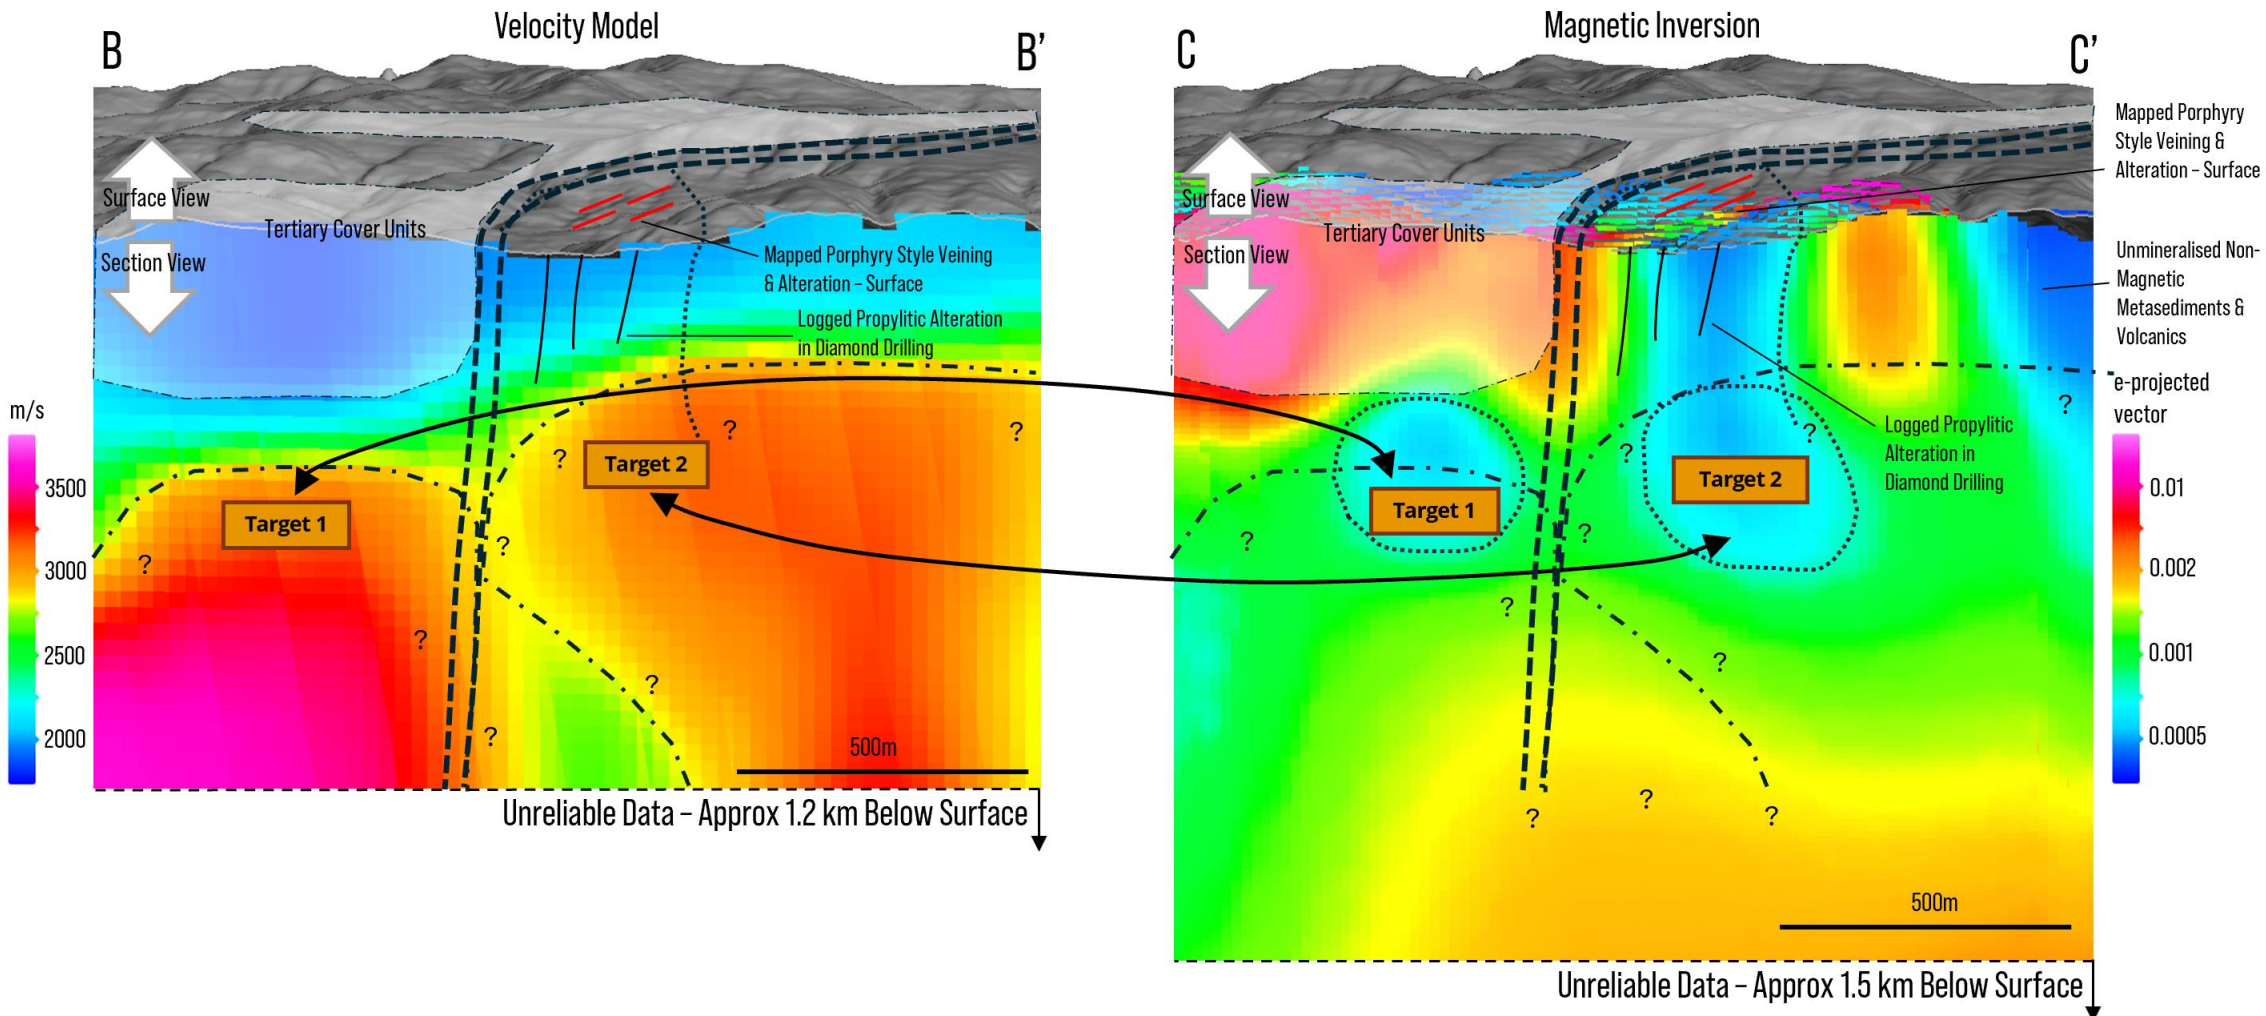 Velocity Model
B
B’
Surface View
Tertiary Cover Units
Section View
Mapped Porphyry Style Veining
& Alteration – Surface
Logged Propylitic Alteration
in Diamond Drilling
m/s
3500
3000
2500
2000
Target 1
Target 2
?
?
?
?
?
?
?
?
500m
Unreliable Data – Approx 1.2 km Below Surface
Magnetic Inversion
C
C’
Surface View
Tertiary Cover Units
Section View
Mapped Porphyry
Style Veining &
Alteration – Surface
Unmineralised Non-
Magnetic
Metasediments &
Volcanics
e-projected
vector
0.01
0.002
0.001
0.0005
Logged Propylitic
Alteration in
Diamond Drilling
Target 1
Target 2
?
?
?
?
?
?
?
?
?
?
500m
Unreliable Data – Approx 1.5 km Below Surface